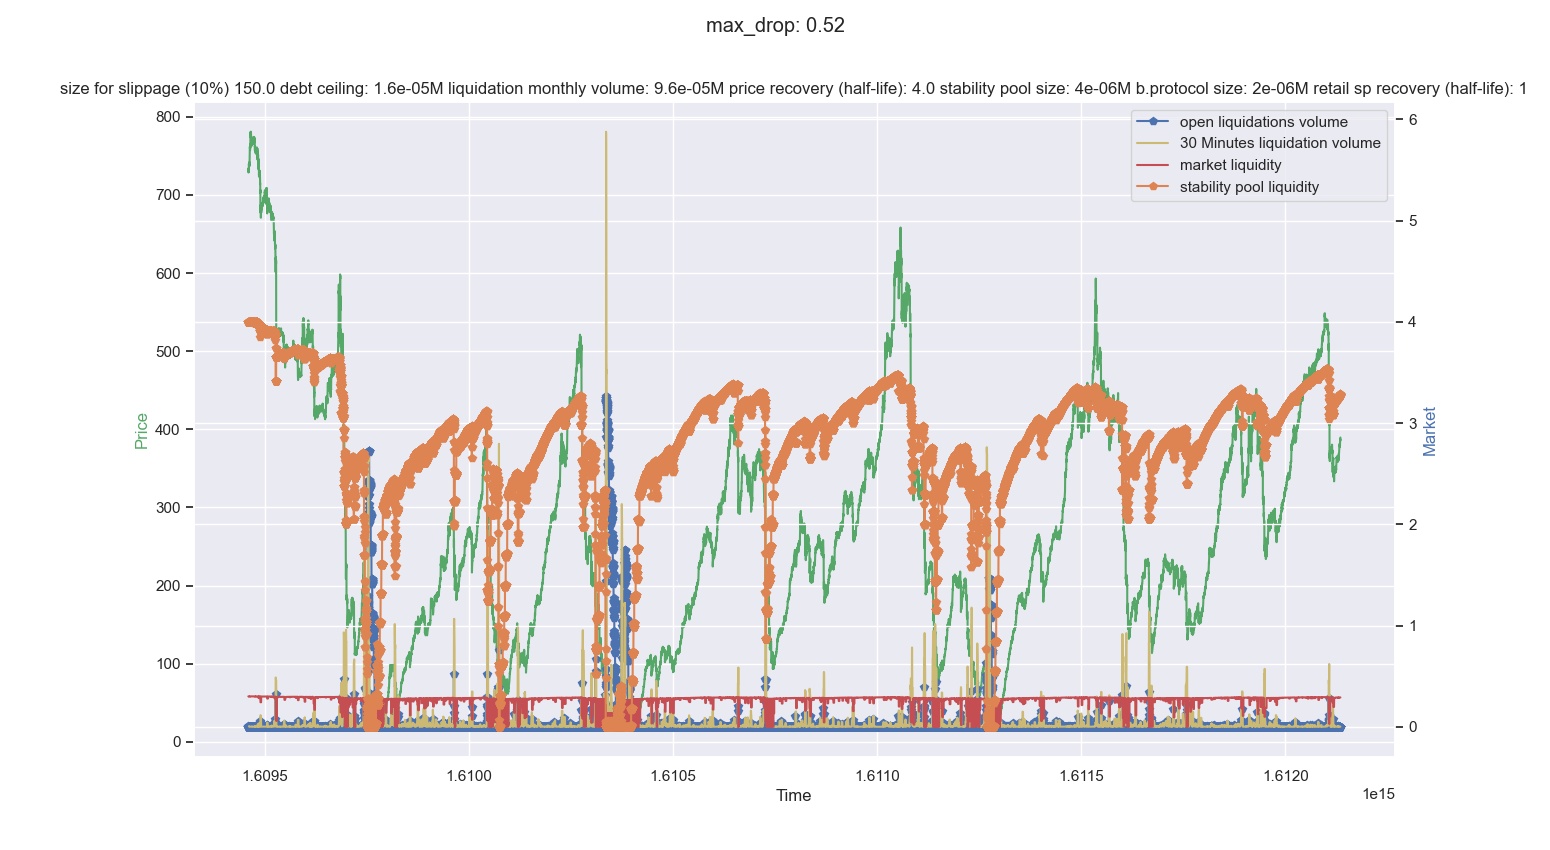 max_drop: 0.52
size for slippage (10%) 150.0 debt ceiling: 1.6e-05M liquidation monthly volume: 9.6e-05M price recovery (half-life): 4.0 stability pool size: 4e-06M b.protocol size: 2e-06M retail sp recovery (half-life): 1
open liquidations volume
30 Minutes liquidation volume
market liquidity
stability pool liquidity
800
700
600
500
400
300
200
100
0
Price
6
5
4
3
2
1
0
Market
1.6095 1.6100 1.6105 1.6110 1.6115 1.6120
1e15
Time